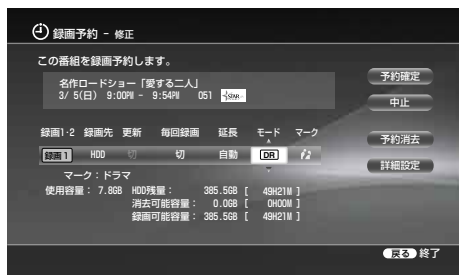 録画予約 - 修正
この番組を録画予約します。
名作ロードショー「愛する二人」
3/ 5(日) 9:00PM - 9:54PM 051 STAR
予約確定
中止
録画1·2 録画先 更新 毎回録画 延長 モード マーク
予約消去
録画1 HDD 切 切 自動 DR
詳細設定
マーク：ドラマ
使用容量： 7.8GB HDD残量： 385.5GB [ 49H21M ]
消去可能容量： 0.0GB [ 0H00M ]
録画可能容量： 385.5GB [ 49H21M ]
戻る 終了